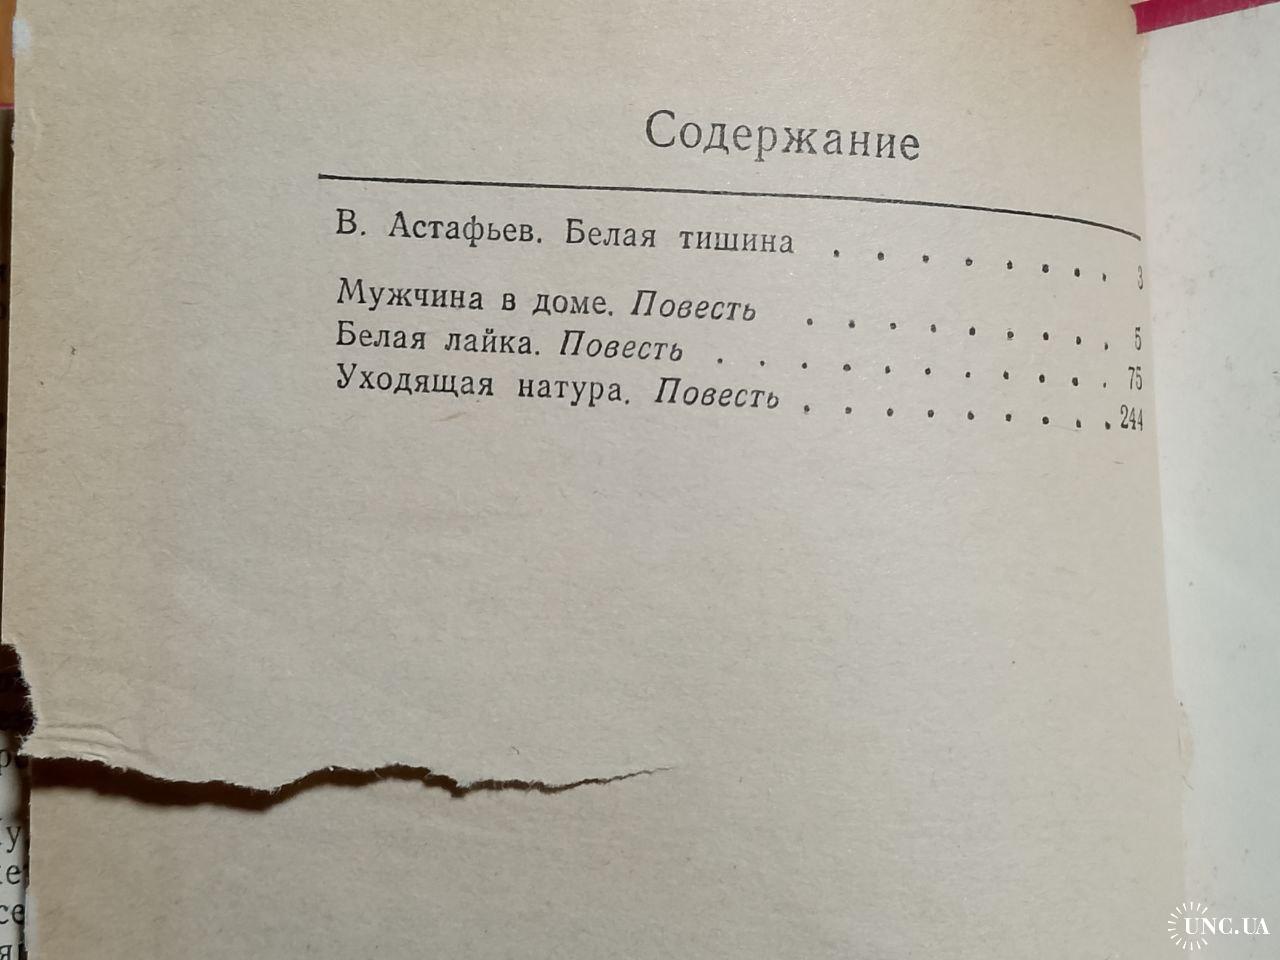 Содержание
В. Астафьев. Белая тишина . . . . . . . . 3
Мужчина в доме. Повесть . . . . . . . . 5
Белая лайка. Повесть . . . . . . . . . . 75
Уходящая натура. Повесть . . . . . . . . 244
UNC.UA